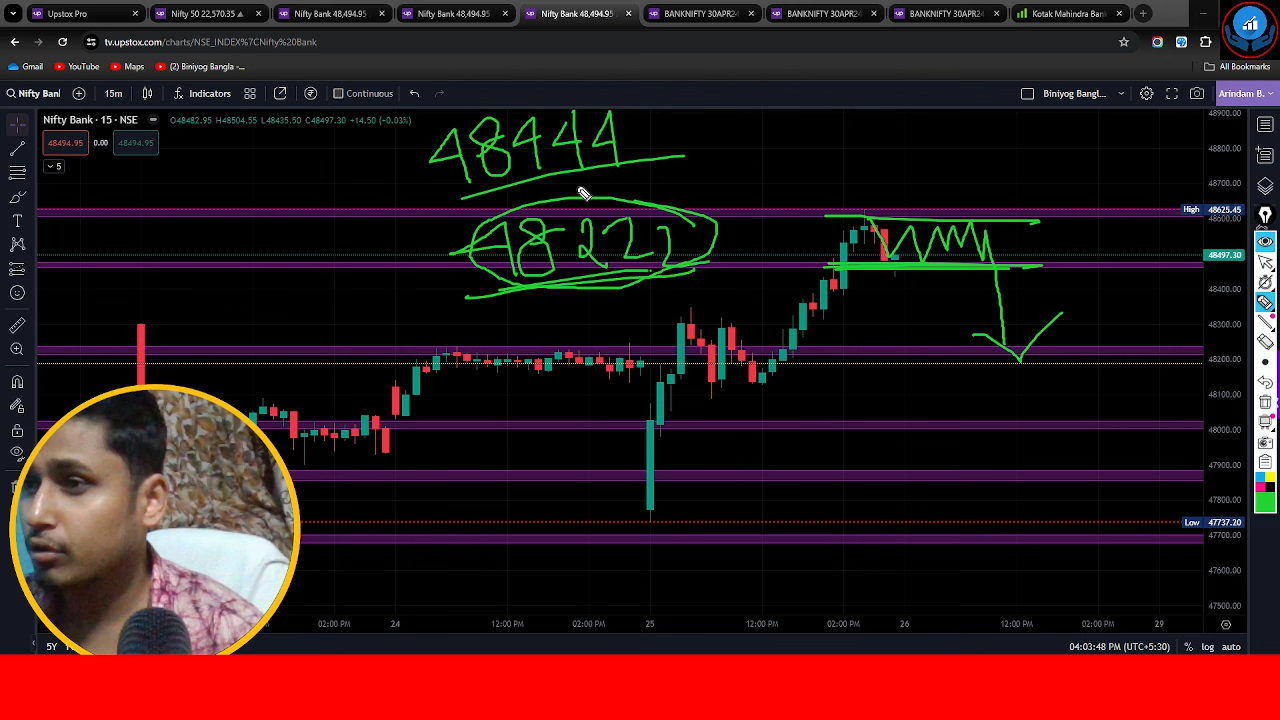 Upstox Pro
Nifty 50 22,570.35 ▲
Nifty Bank 48,494.95
Nifty Bank 48,494.95
Nifty Bank 48,494.95
BANKNIFTY 30APR24
BANKNIFTY 30APR24
BANKNIFTY 30APR24
Kotak Mahindra Ban
tv.upstox.com/charts/NSE_INDEX%7CNifty%20Bank
Gmail
YouTube
Maps
(2) Biniyog Bangla -...
All Bookmarks
Nifty Banl
15m
Indicators
Continuous
Biniyog Bangl...
Arindam B.
Nifty Bank · 15 · NSE
O48482.95 H48504.55 L48435.50 C48497.30 +14.50 (+0.03%)
48494.95
0.00
48494.95
5
48444
48222
48900.00
48800.00
48700.00
High 48625.45
48600.00
48497.30
48400.00
48300.00
48200.00
48100.00
48000.00
47900.00
47800.00
Low 47737.20
47700.00
47600.00
47500.00
02:00 PM
24
12:00 PM
02:00 PM
25
12:00 PM
02:00 PM
26
12:00 PM
02:00 PM
29
5Y
04:03:48 PM (UTC+5:30)
%
log
auto